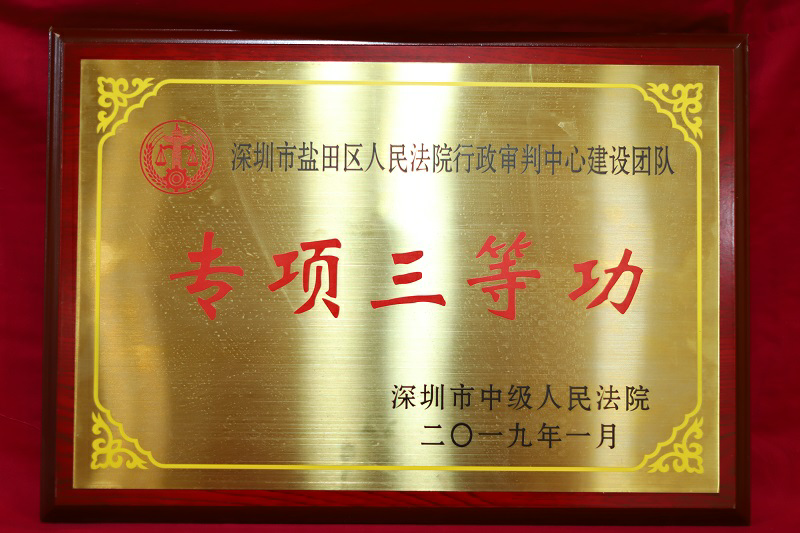 深圳市盐田区人民法院行政审判中心建设团队
专项三等功
深圳市中级人民法院
二〇一九年一月